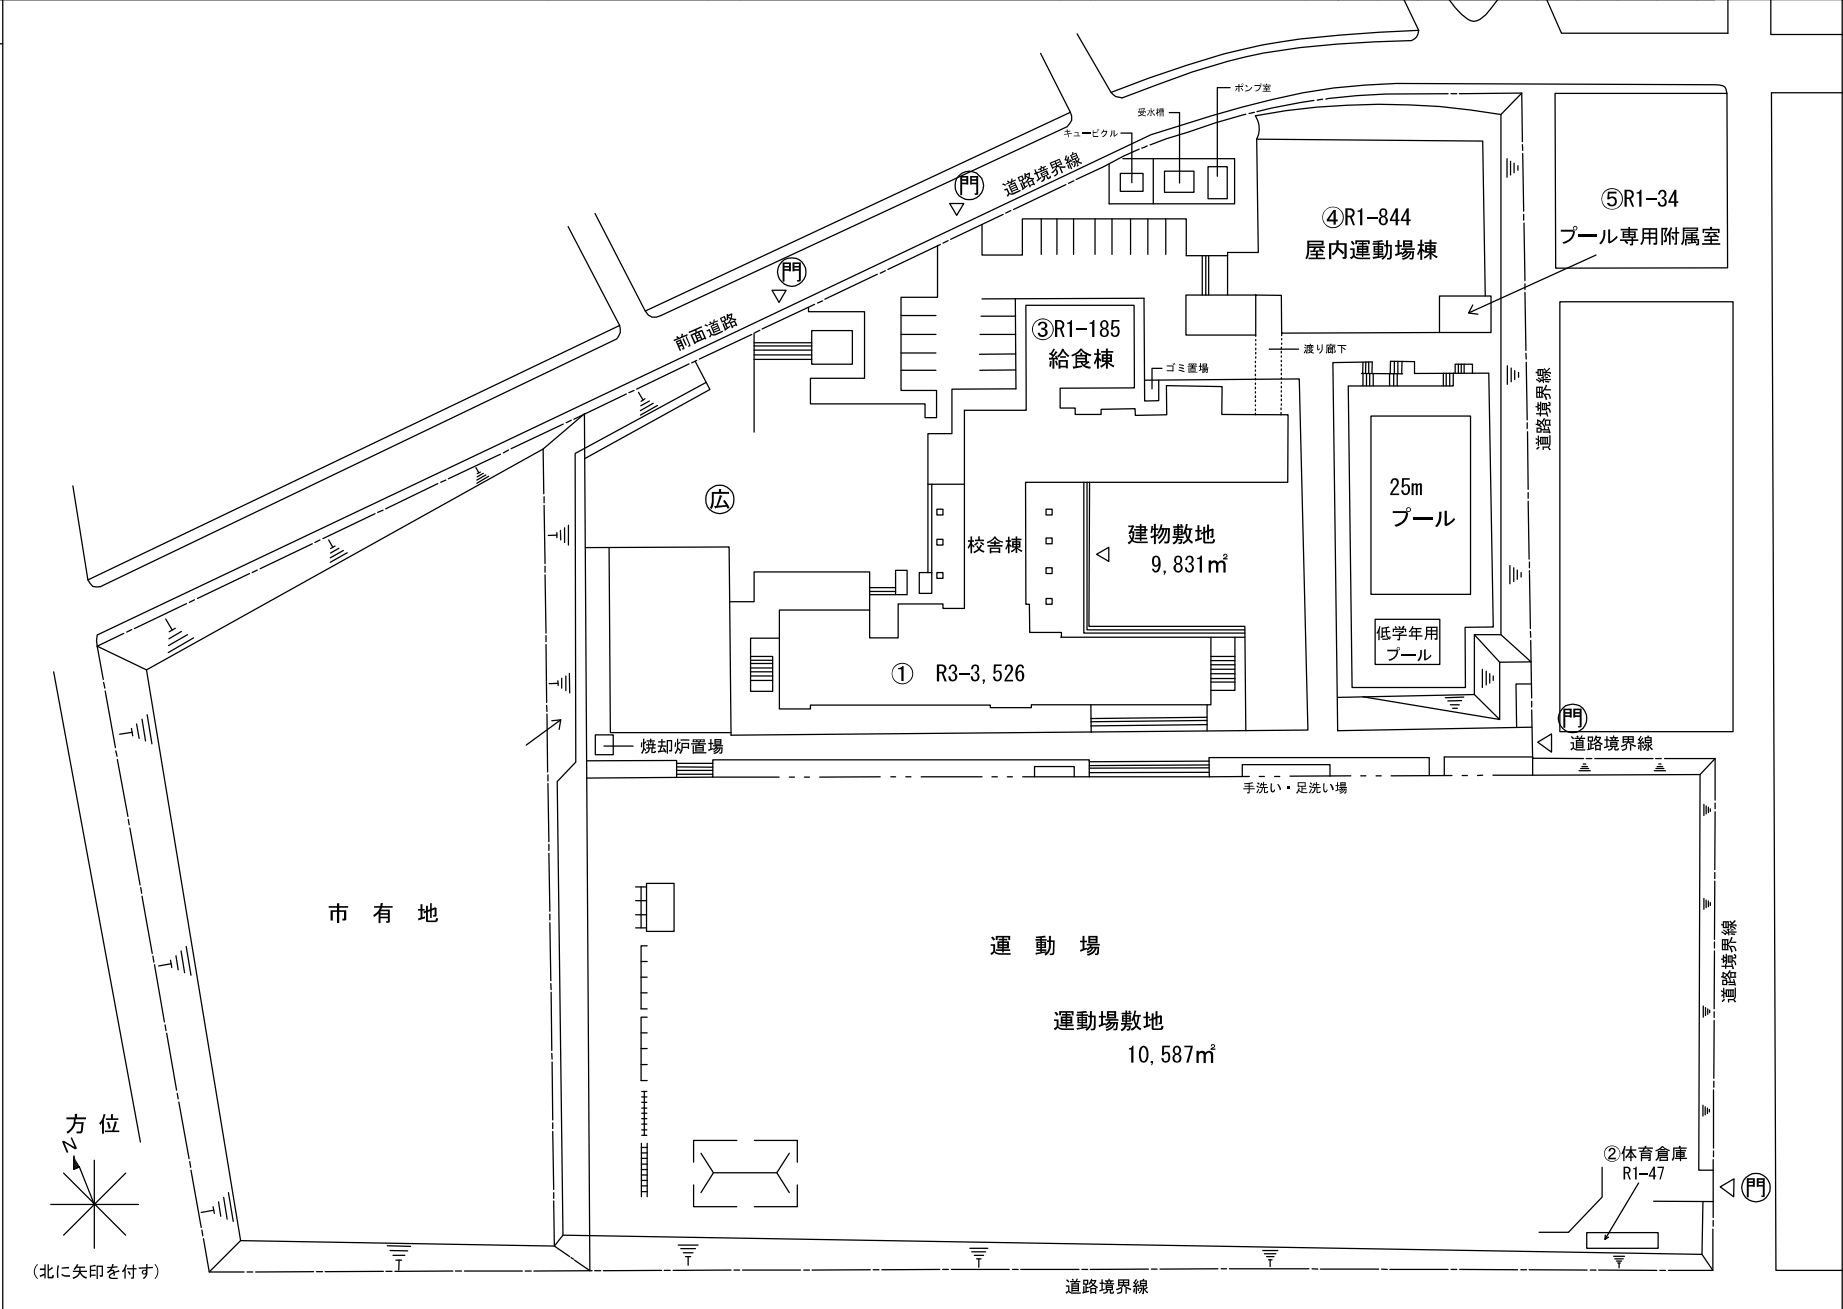 ポンプ室
受水槽
キュービクル
道路境界線
門
門
前面道路
④R1-844
屋内運動場棟
⑤R1-34
プール専用附属室
③R1-185
給食棟
渡り廊下
ゴミ置場
道路境界線
広
25m
プール
校舎棟
建物敷地
9,831㎡
低学年用
プール
① R3-3,526
門
道路境界線
焼却炉置場
手洗い・足洗い場
市有地
運動場
運動場敷地
10,587㎡
道路境界線
方位
N
(北に矢印を付す)
②体育倉庫
R1-47
門
道路境界線